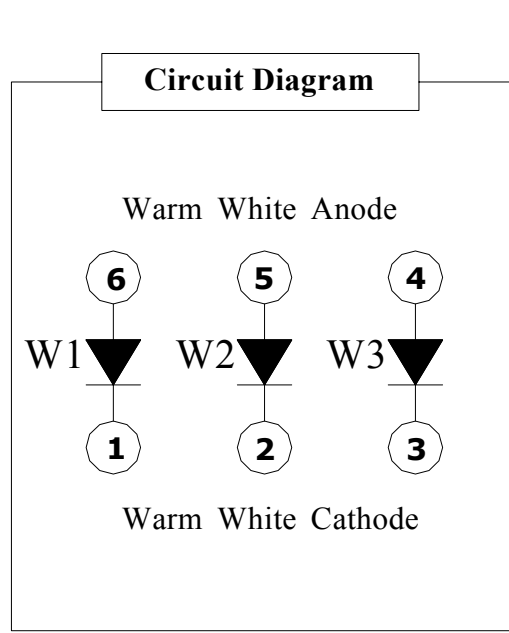 Circuit Diagram
Warm White Anode
6 5 4
W1 W2 W3
1 2 3
Warm White Cathode